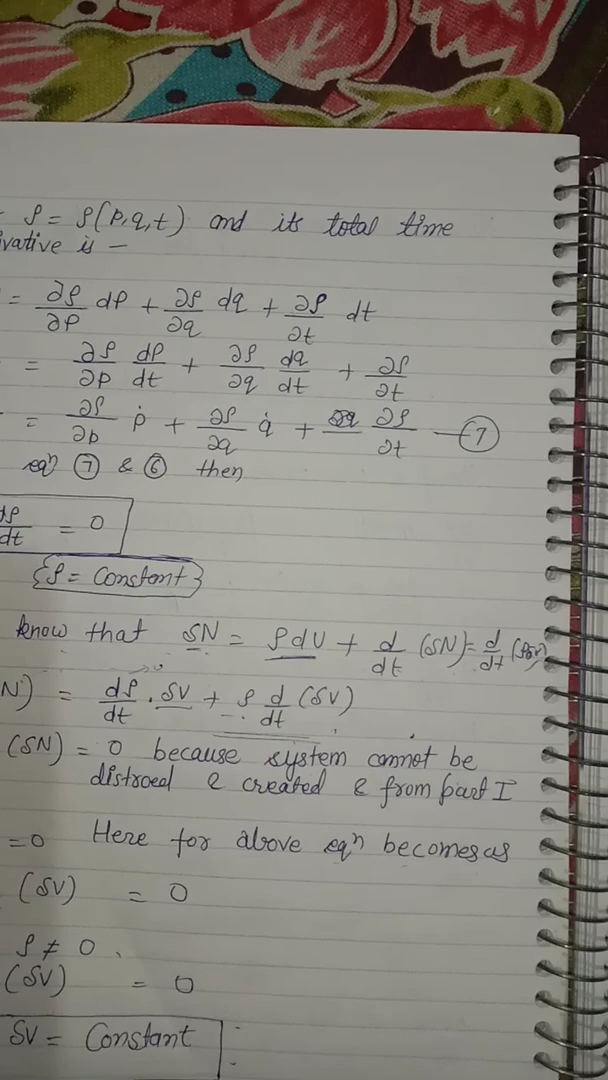 ρ = ρ(p,q,t) and its total time
ivative is —
= ∂ρ/∂p dp + ∂ρ/∂q dq + ∂ρ/∂t dt
= ∂ρ/∂p dp/dt + ∂ρ/∂q dq/dt + ∂ρ/∂t
= ∂ρ/∂p ṗ + ∂ρ/∂q q̇ + ∂ρ/∂t — ⑦
eqⁿ ⑦ & ⑥ then
dρ/dt = 0
{ρ = Constant}
know that δN = ρdV + d/dt (δN) = d/dt
N) = dρ/dt . δV + ρ d/dt (δV)
(δN) = 0 because system cannot be
distroed & created & from part I
=0 Here for above eqⁿ becomes as
(δV) = 0
ρ ≠ 0
(δV) = 0
δV = Constant